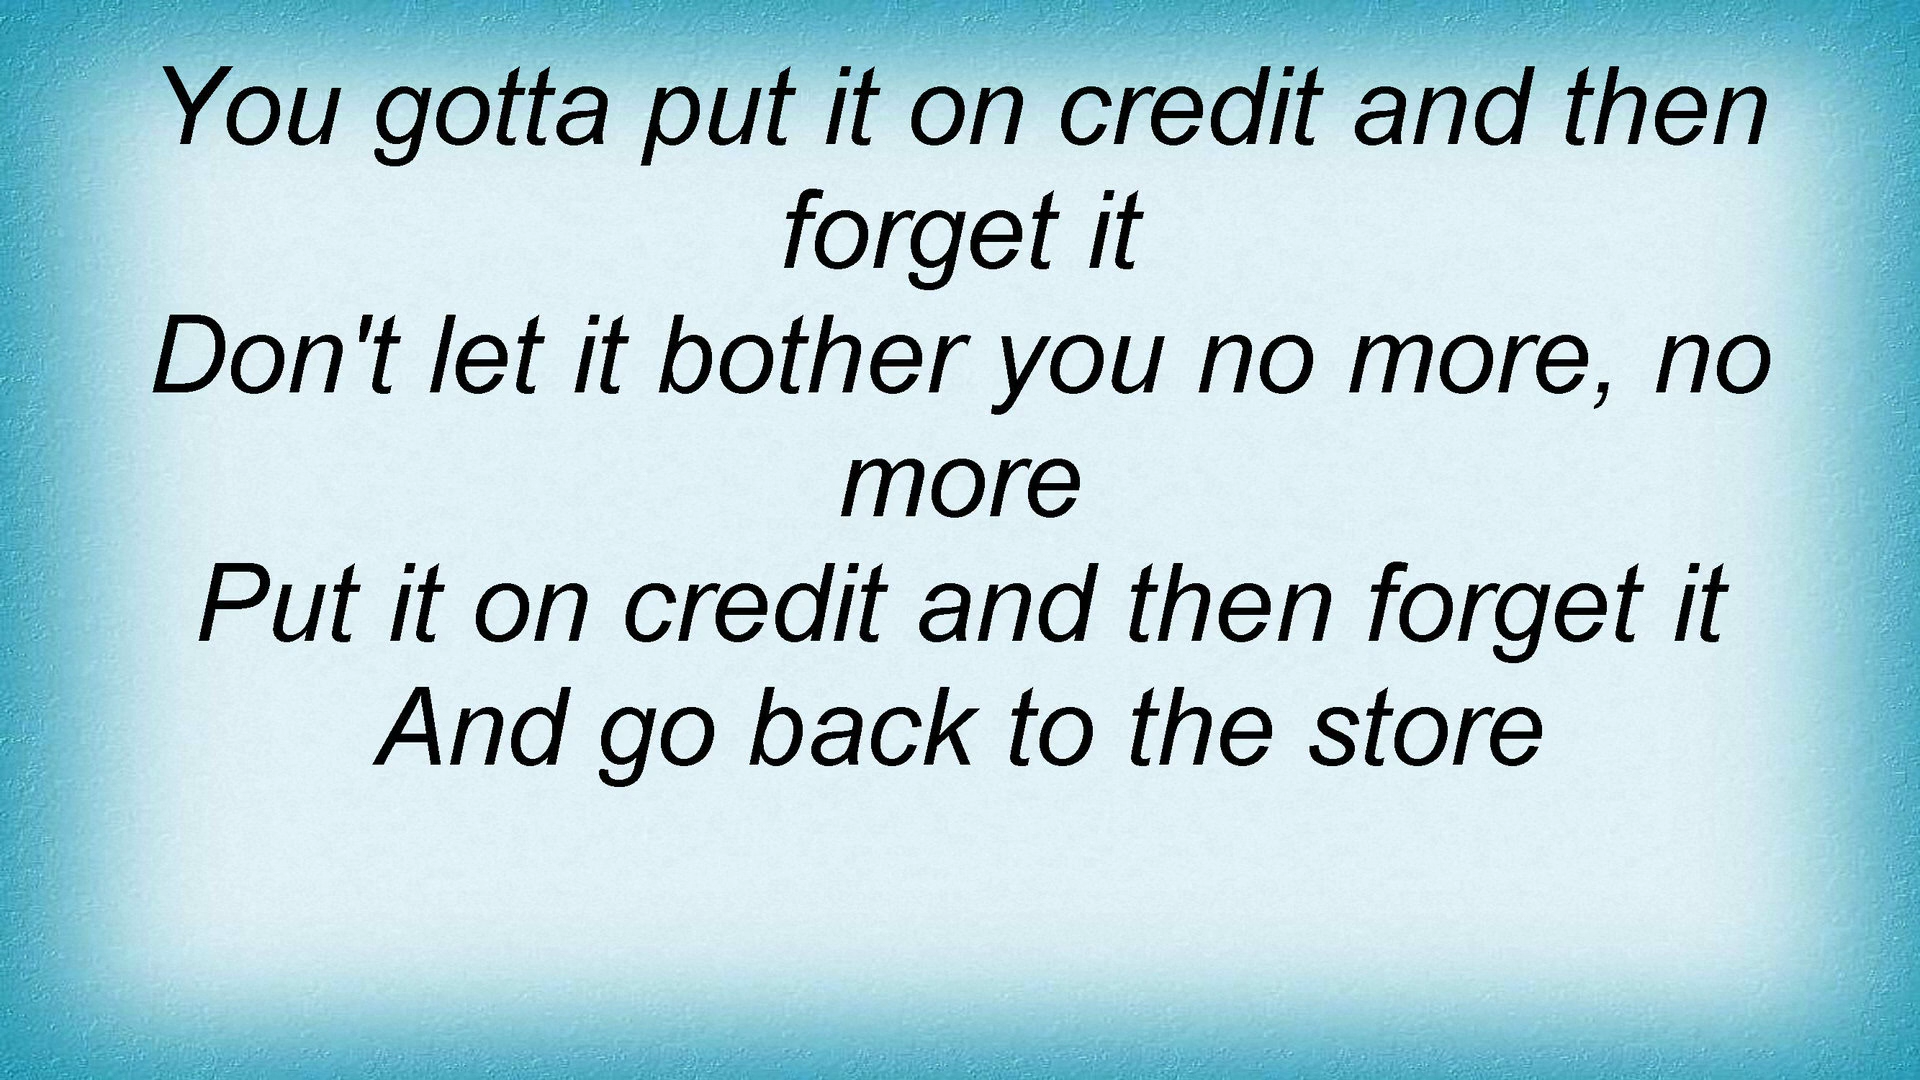 You gotta put it on credit and then
forget it
Don't let it bother you no more, no
more
Put it on credit and then forget it
And go back to the store